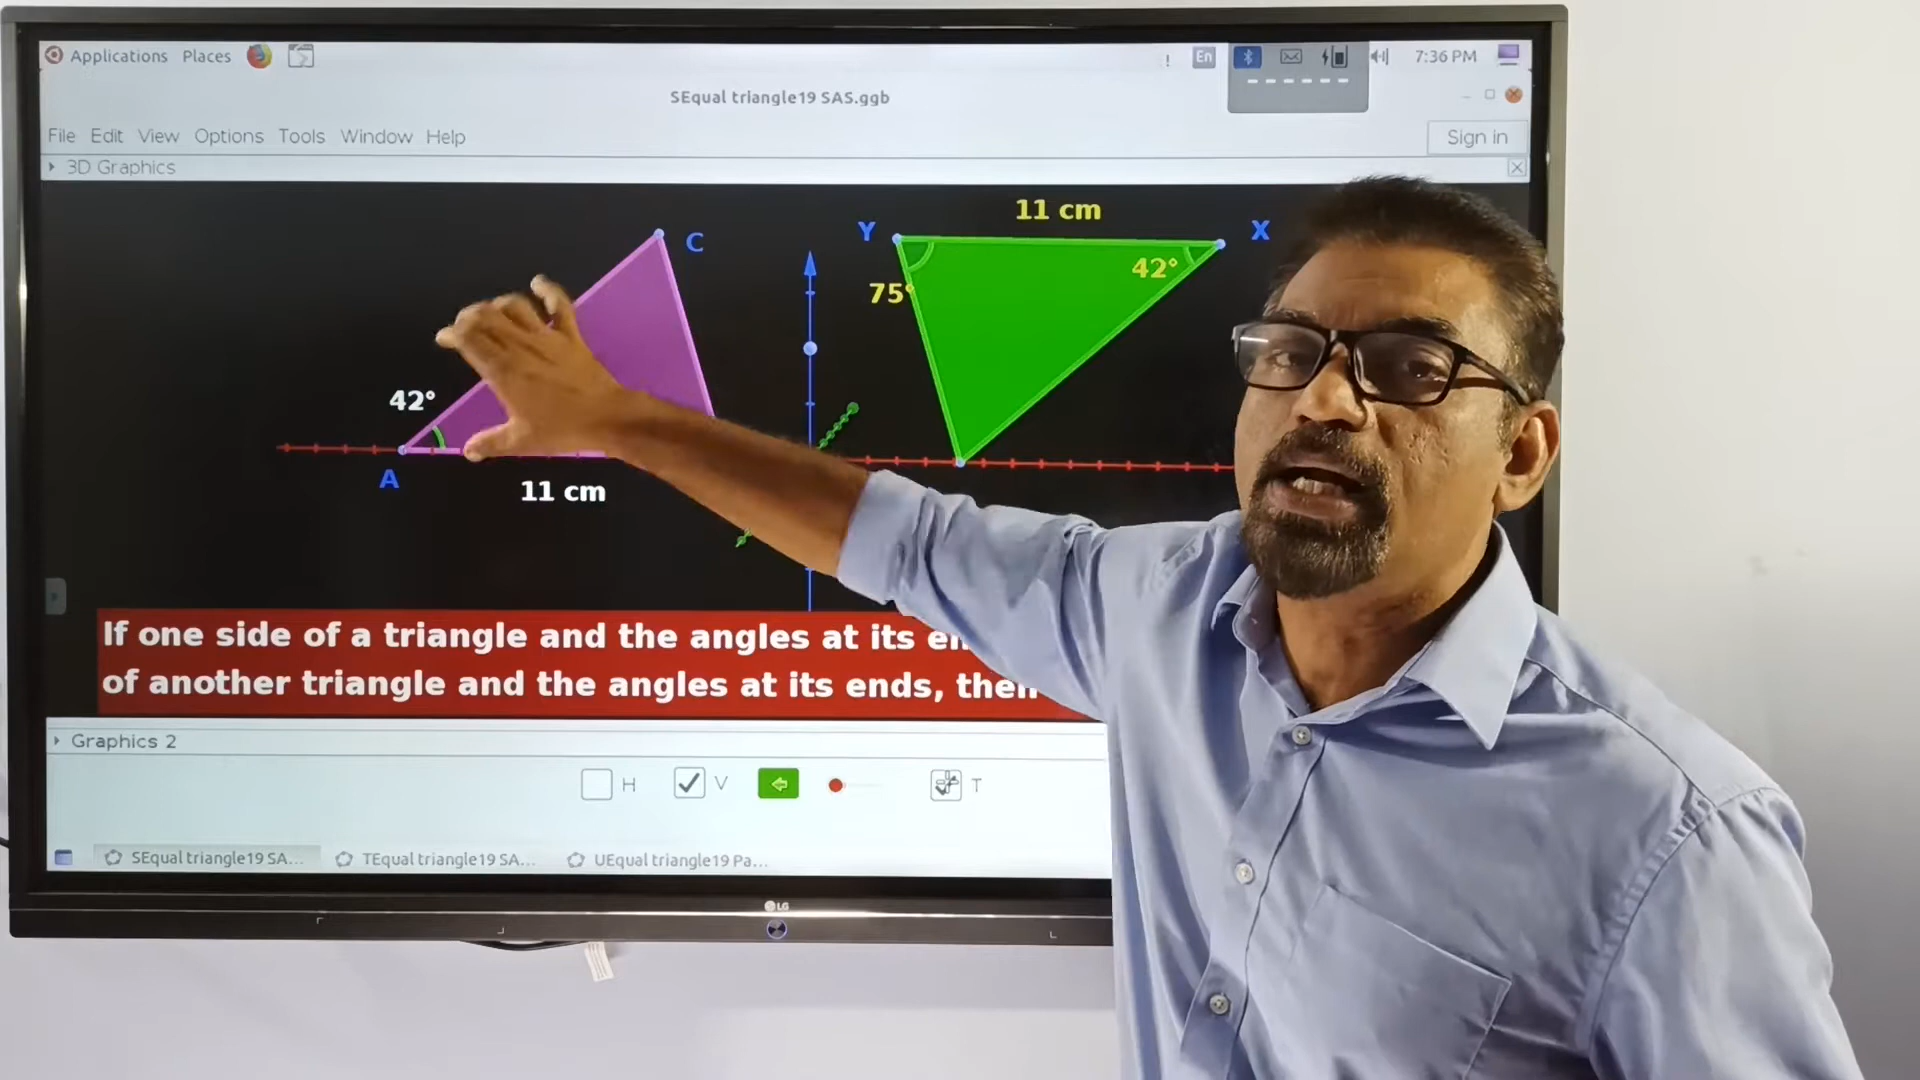 Applications Places
En
7:36 PM
SEqual triangle19 SAS.ggb
File Edit View Options Tools Window Help
Sign in
3D Graphics
11 cm
Y
X
C
42°
75°
42°
A
11 cm
If one side of a triangle and the angles at its
of another triangle and the angles at its ends, then
Graphics 2
H
V
T
SEqual triangle19 SA...
TEqual triangle19 SA...
UEqual triangle19 Pa...
LG